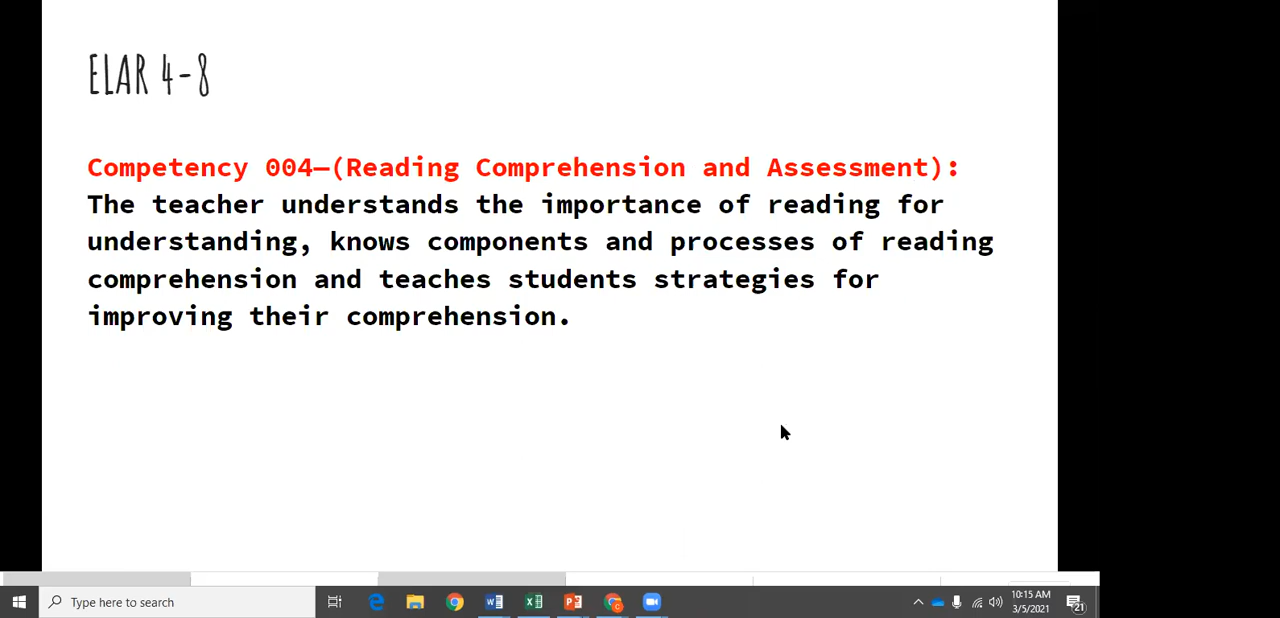 ELAR 4-8
Competency 004—(Reading Comprehension and Assessment):
The teacher understands the importance of reading for
understanding, knows components and processes of reading
comprehension and teaches students strategies for
improving their comprehension.
Type here to search
10:15 AM
3/5/2021
21